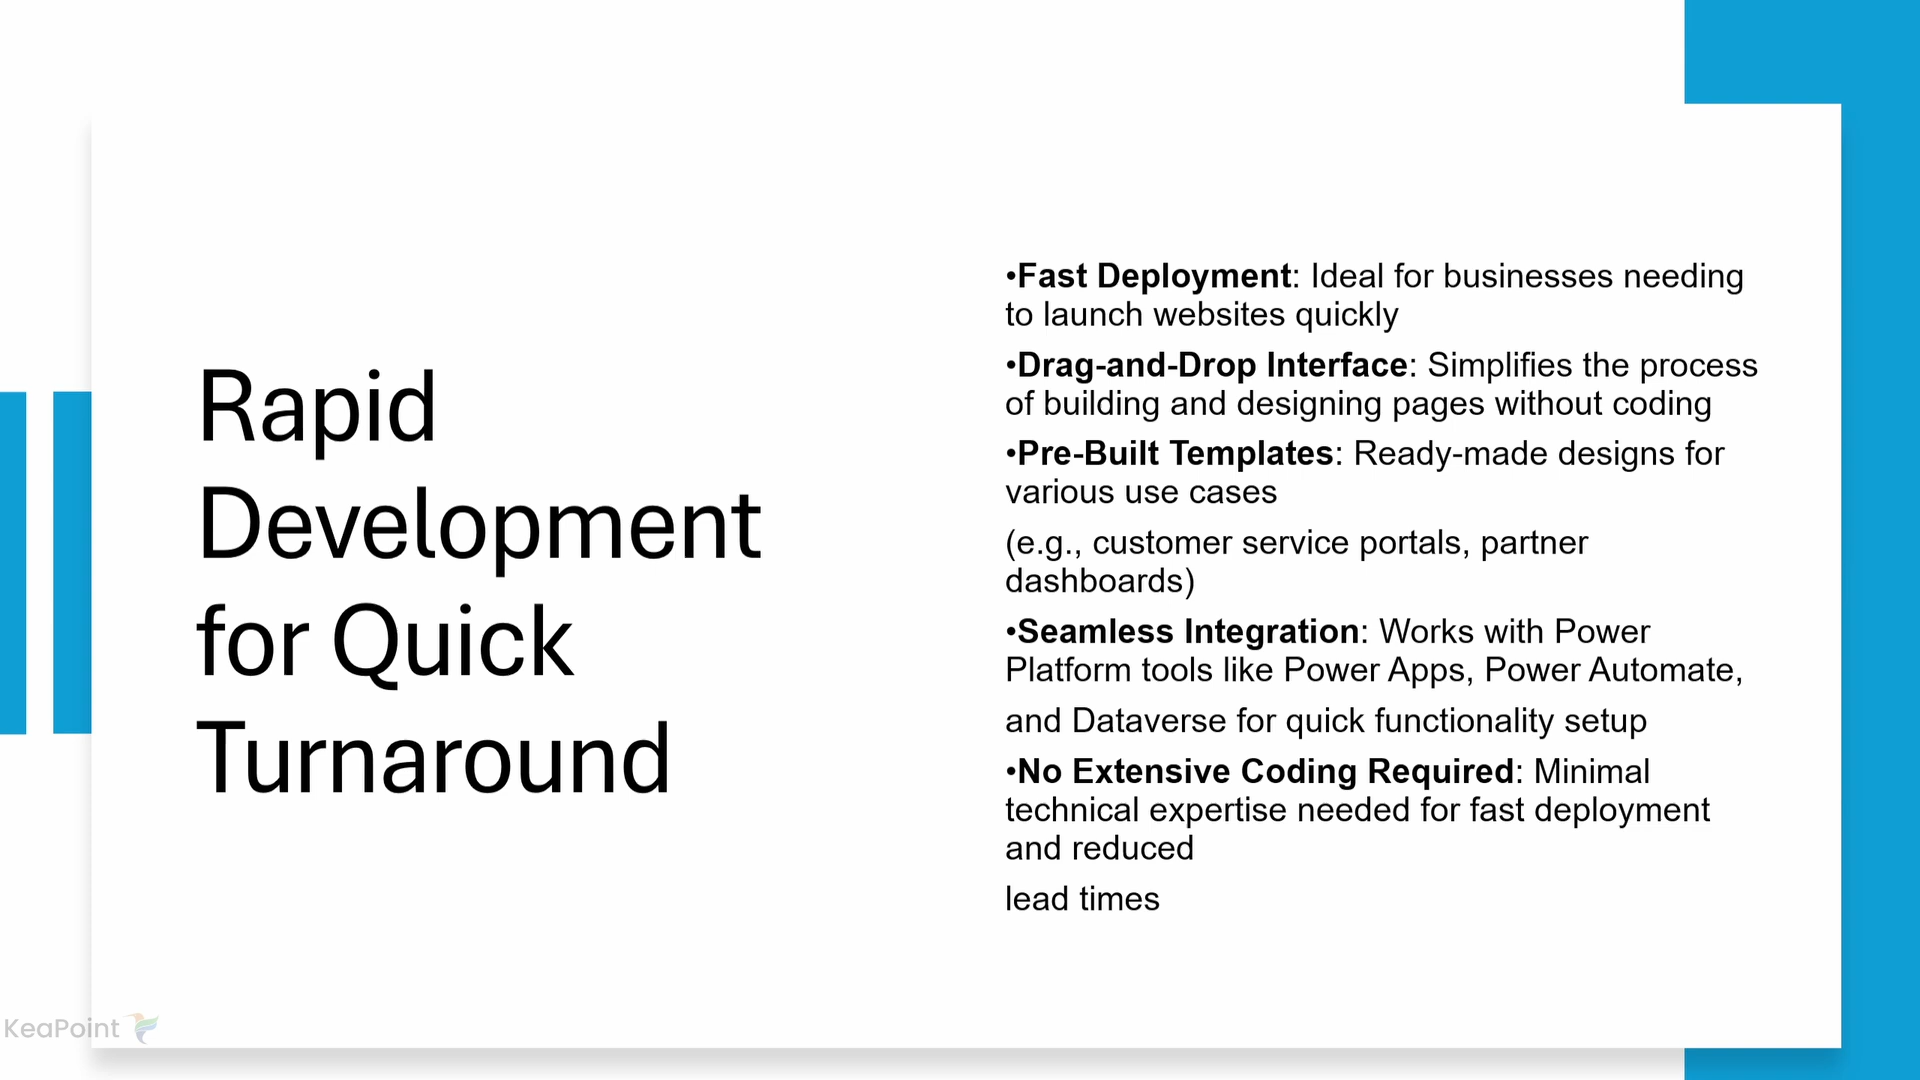 Rapid
Development
for Quick
Turnaround
•Fast Deployment: Ideal for businesses needing
to launch websites quickly
•Drag-and-Drop Interface: Simplifies the process
of building and designing pages without coding
•Pre-Built Templates: Ready-made designs for
various use cases
(e.g., customer service portals, partner
dashboards)
•Seamless Integration: Works with Power
Platform tools like Power Apps, Power Automate,
and Dataverse for quick functionality setup
•No Extensive Coding Required: Minimal
technical expertise needed for fast deployment
and reduced
lead times
KeaPoint